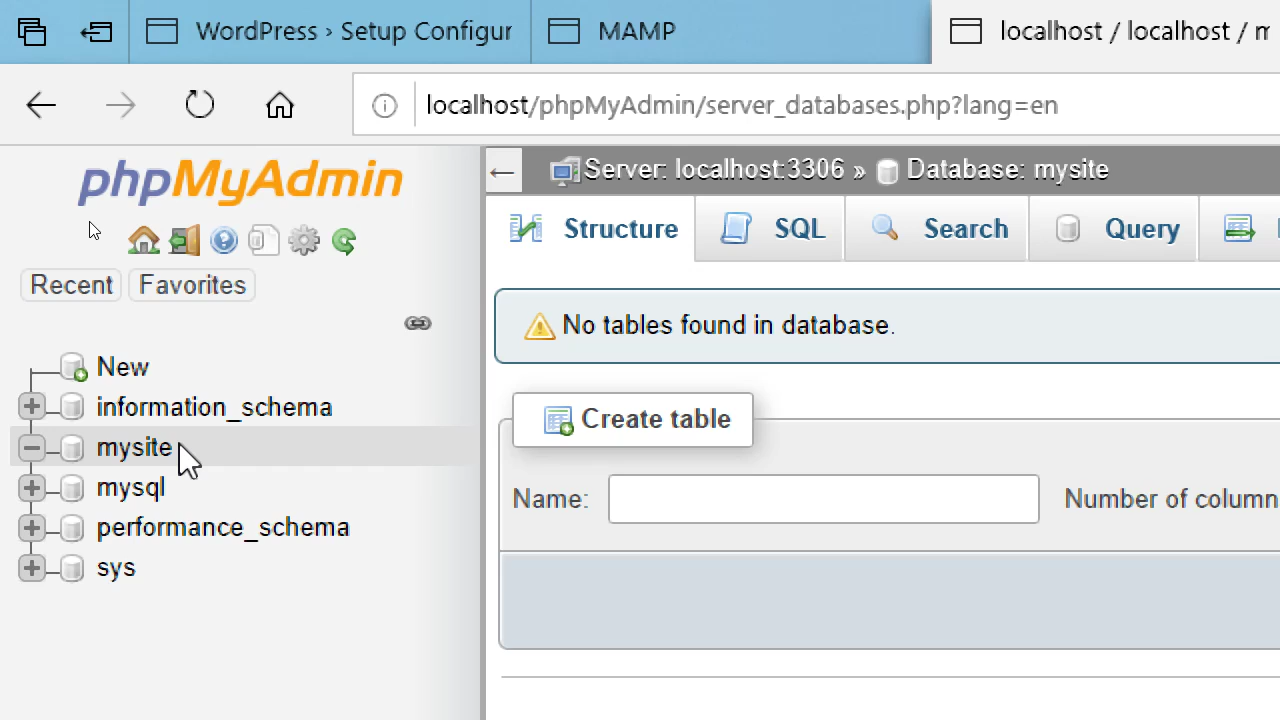 WordPress › Setup Configur
MAMP
localhost / localhost / m
localhost/phpMyAdmin/server_databases.php?lang=en
phpMyAdmin
Recent
Favorites
New
information_schema
mysite
mysql
performance_schema
sys
Server: localhost:3306 » Database: mysite
Structure
SQL
Search
Query
No tables found in database.
Create table
Name:
Number of column